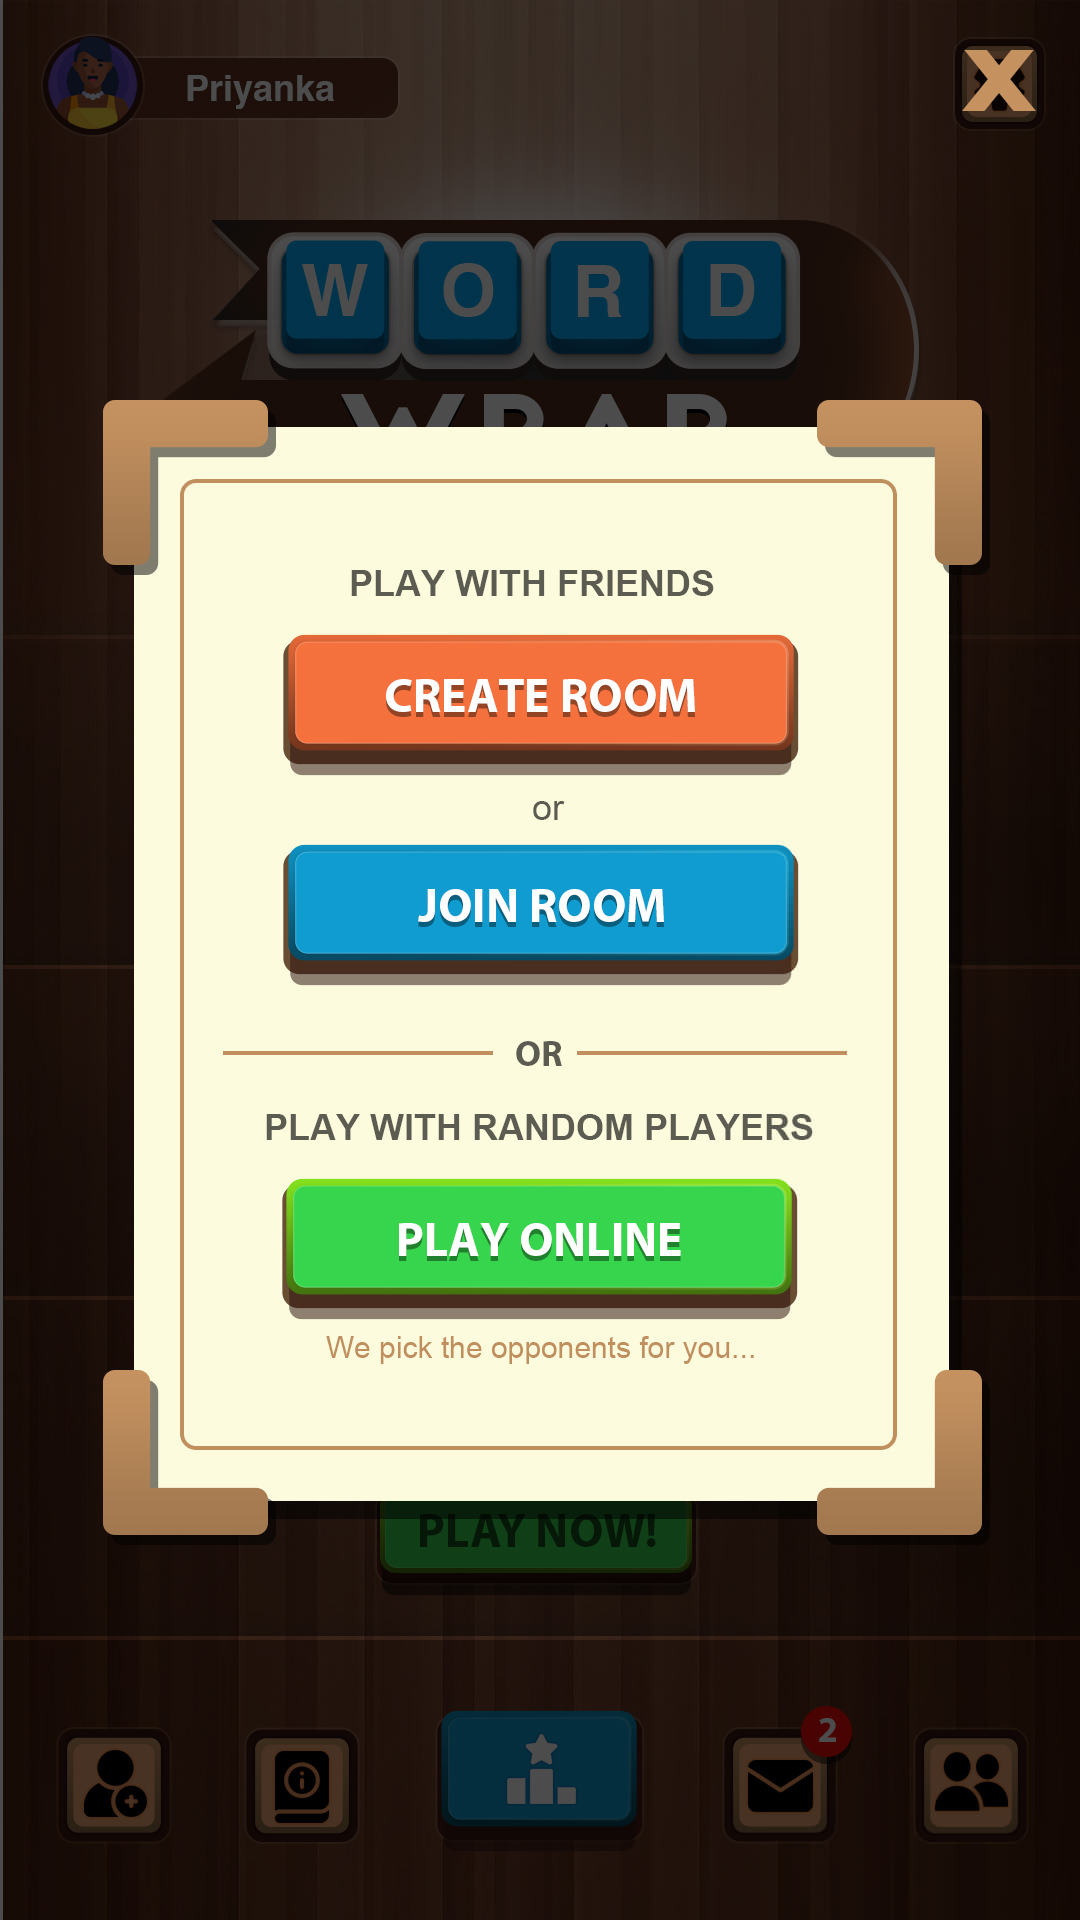 Priyanka
X
WORD
WRAP
PLAY WITH FRIENDS
CREATE ROOM
or
JOIN ROOM
OR
PLAY WITH RANDOM PLAYERS
PLAY ONLINE
We pick the opponents for you...
PLAY NOW!
2